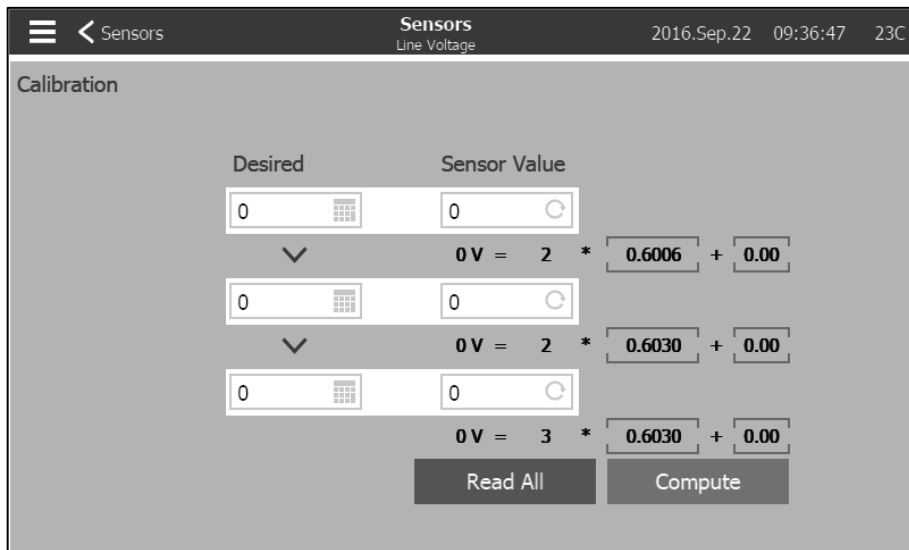 Sensors Sensors 2016.Sep.22 09:36:47 23C
Line Voltage
Calibration
Desired Sensor Value
0 0
0 V = 2 * 0.6006 + 0.00
0 0
0 V = 2 * 0.6030 + 0.00
0 0
0 V = 3 * 0.6030 + 0.00
Read All Compute